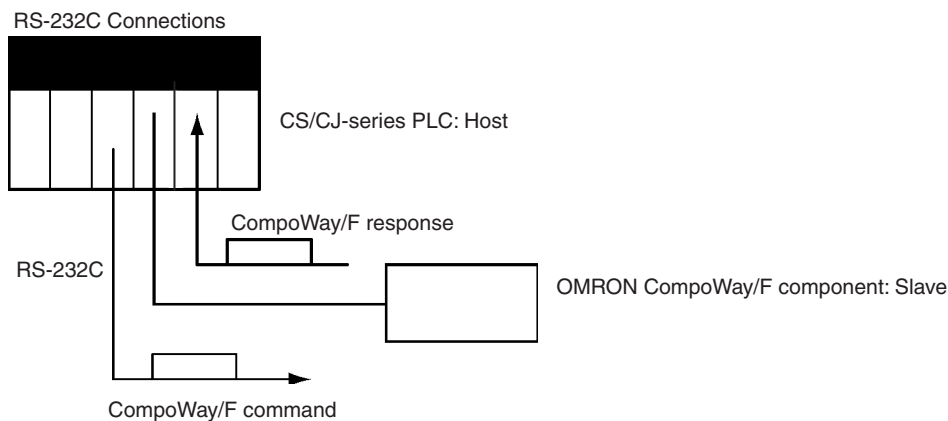 RS-232C Connections
CS/CJ-series PLC: Host
CompoWay/F response
RS-232C
OMRON CompoWay/F component: Slave
CompoWay/F command